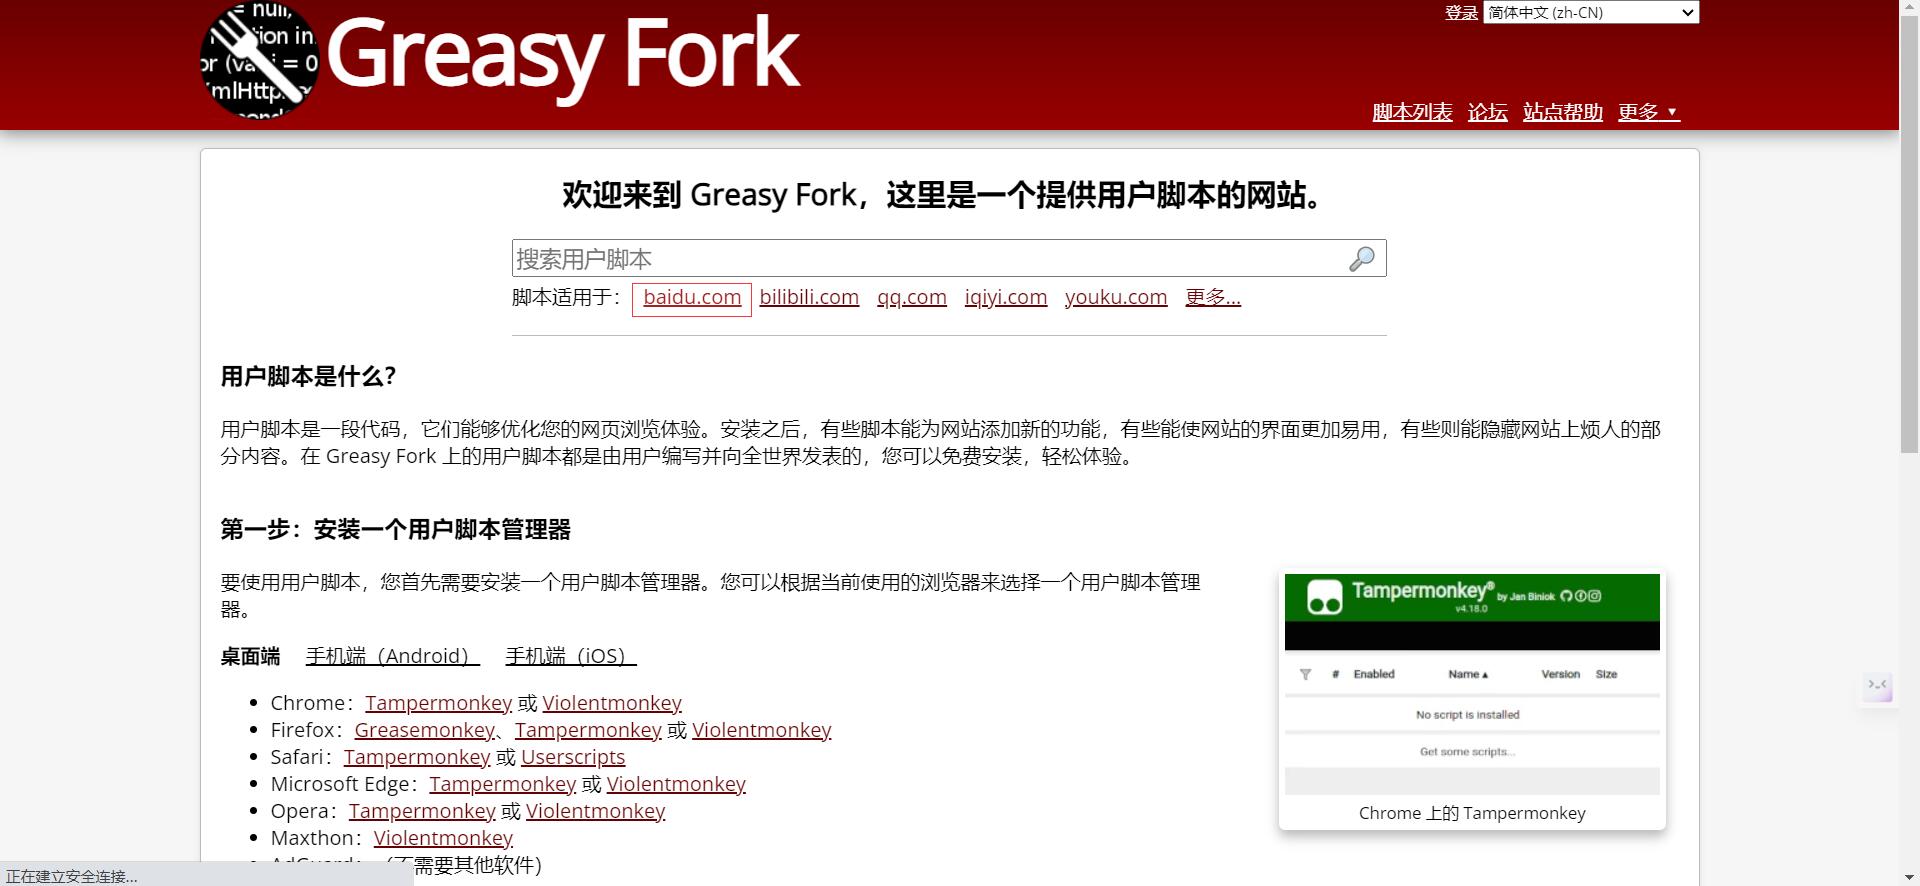 = null,
tion in
or (va i = 0
mlHttp
Greasy Fork
登录 简体中文 (zh-CN)
脚本列表 论坛 站点帮助 更多 ▼
欢迎来到 Greasy Fork，这里是一个提供用户脚本的网站。
搜索用户脚本
脚本适用于： baidu.com bilibili.com qq.com iqiyi.com youku.com 更多...
用户脚本是什么?
用户脚本是一段代码，它们能够优化您的网页浏览体验。安装之后，有些脚本能为网站添加新的功能，有些能使网站的界面更加易用，有些则能隐藏网站上烦人的部
分内容。在 Greasy Fork 上的用户脚本都是由用户编写并向全世界发表的，您可以免费安装，轻松体验。
第一步：安装一个用户脚本管理器
要使用用户脚本，您首先需要安装一个用户脚本管理器。您可以根据当前使用的浏览器来选择一个用户脚本管理
器。
桌面端 手机端（Android） 手机端（iOS）
Chrome：Tampermonkey 或 Violentmonkey
Firefox：Greasemonkey、Tampermonkey 或 Violentmonkey
Safari：Tampermonkey 或 Userscripts
Microsoft Edge：Tampermonkey 或 Violentmonkey
Opera：Tampermonkey 或 Violentmonkey
Maxthon：Violentmonkey
需要其他软件）
Tampermonkey® by Jan Biniok
v4.18.0
# Enabled Name ▲ Version Size
No script is installed
Get some scripts...
Chrome 上的 Tampermonkey
正在建立安全连接...